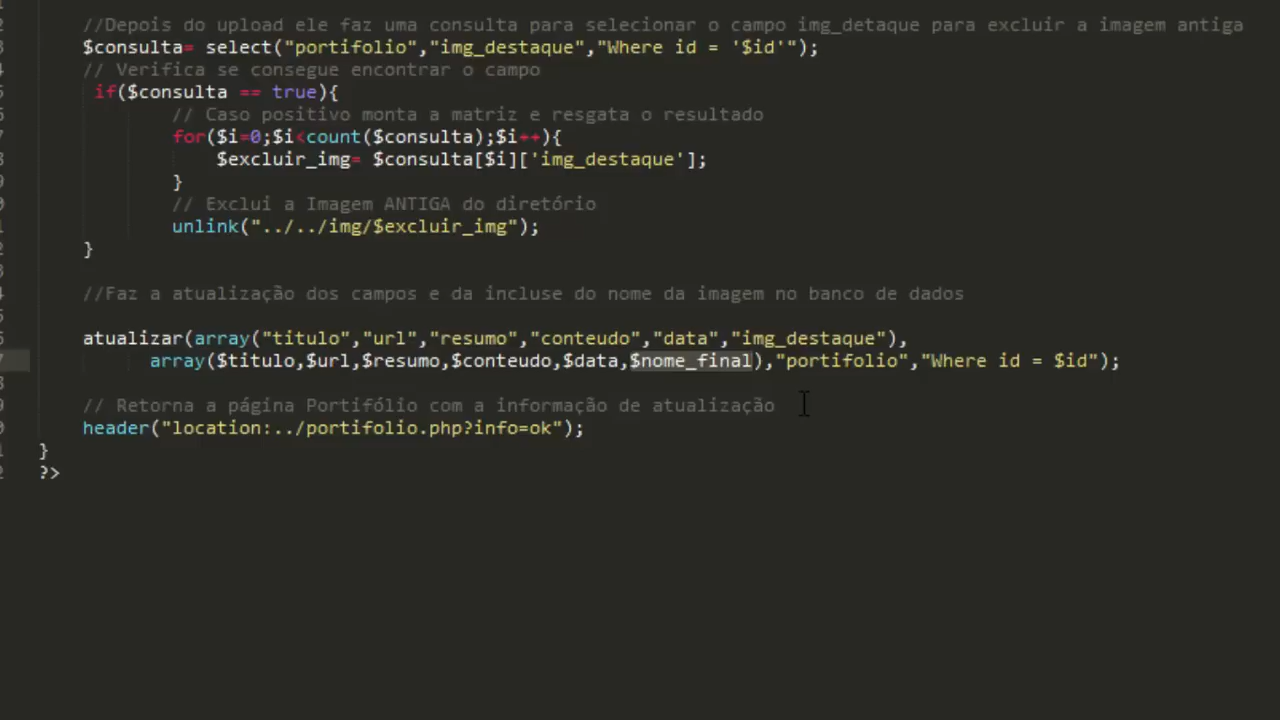 //Depois do upload ele faz uma consulta para selecionar o campo img_detaque para excluir a imagem antiga
$consulta= select("portifolio","img_destaque","Where id = '$id'");
// Verifica se consegue encontrar o campo
if($consulta == true){
// Caso positivo monta a matriz e resgata o resultado
for($i=0;$i<count($consulta);$i++){
$excluir_img= $consulta[$i]['img_destaque'];
}
// Exclui a Imagem ANTIGA do diretório
unlink("../../img/$excluir_img");
}
//Faz a atualização dos campos e da incluse do nome da imagem no banco de dados
atualizar(array("titulo","url","resumo","conteudo","data","img_destaque"),
array($titulo,$url,$resumo,$conteudo,$data,$nome_final),"portifolio","Where id = $id");
// Retorna a página Portifólio com a informação de atualização
header("location:../portifolio.php?info=ok");
}
?>